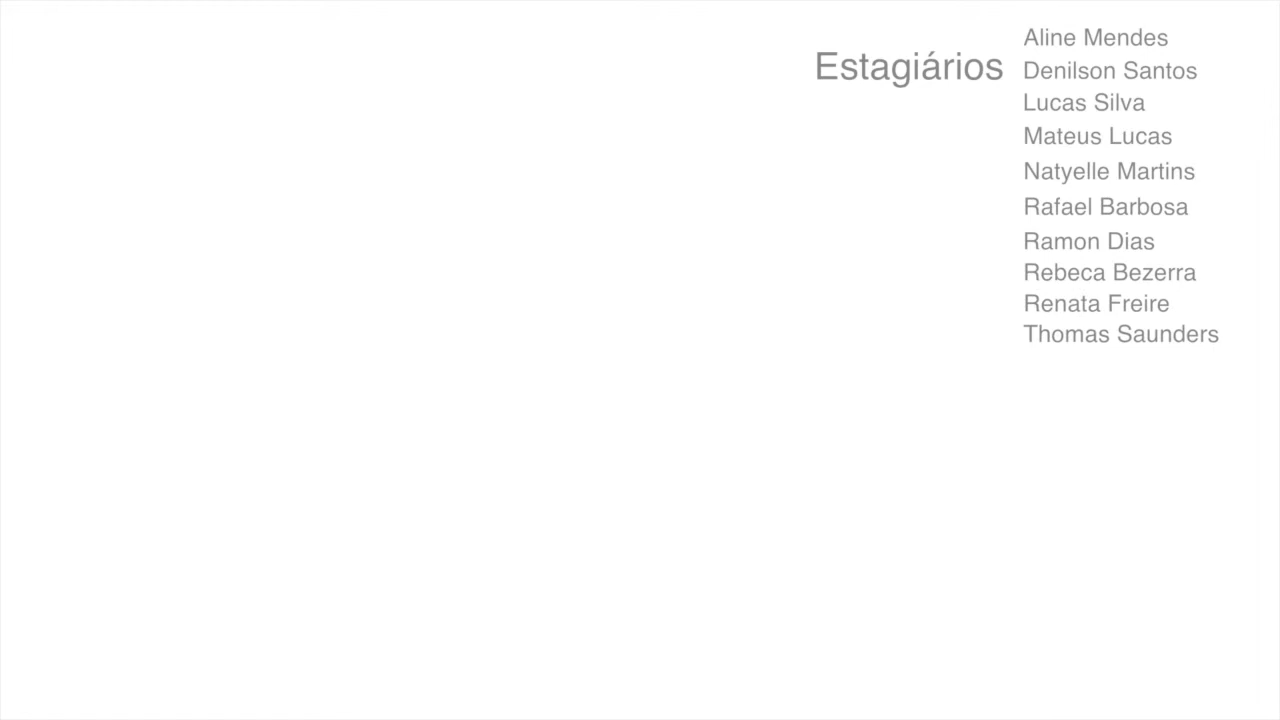 Estagiários
Aline Mendes
Denilson Santos
Lucas Silva
Mateus Lucas
Natyelle Martins
Rafael Barbosa
Ramon Dias
Rebeca Bezerra
Renata Freire
Thomas Saunders